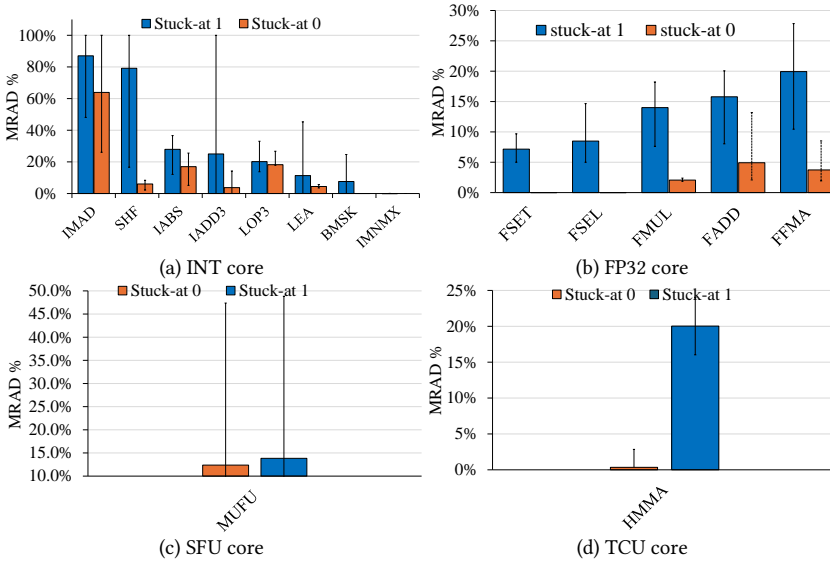 Stuck-at 1 Stuck-at 0
100%
80%
60%
40%
20%
0%
MRAD %
IMAD
SHF
IABS
IADD3
LOP3
LEA
BMSK
IMNMX
(a) INT core
stuck-at 1 stuck-at 0
30%
25%
20%
15%
10%
5%
0%
MRAD %
FSET
FSEL
FMUL
FADD
FFMA
(b) FP32 core
Stuck-at 0 Stuck-at 1
50.0%
45.0%
40.0%
35.0%
30.0%
25.0%
20.0%
15.0%
10.0%
MRAD %
MUFU
(c) SFU core
Stuck-at 0 Stuck-at 1
25%
20%
15%
10%
5%
0%
MRAD %
HMMA
(d) TCU core